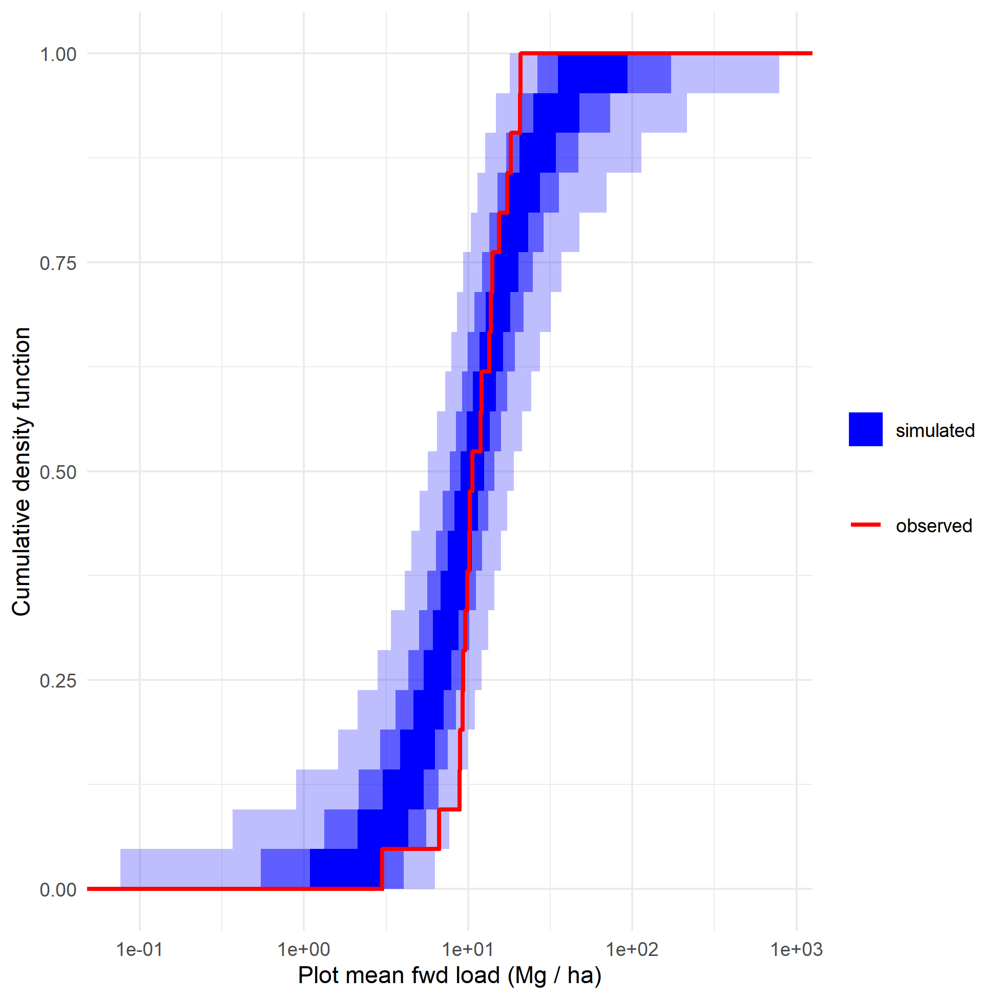 1.00
0.75
0.50
0.25
0.00
Cumulative density function
1e-01 1e+00 1e+01 1e+02 1e+03
Plot mean fwd load (Mg / ha)
simulated
observed